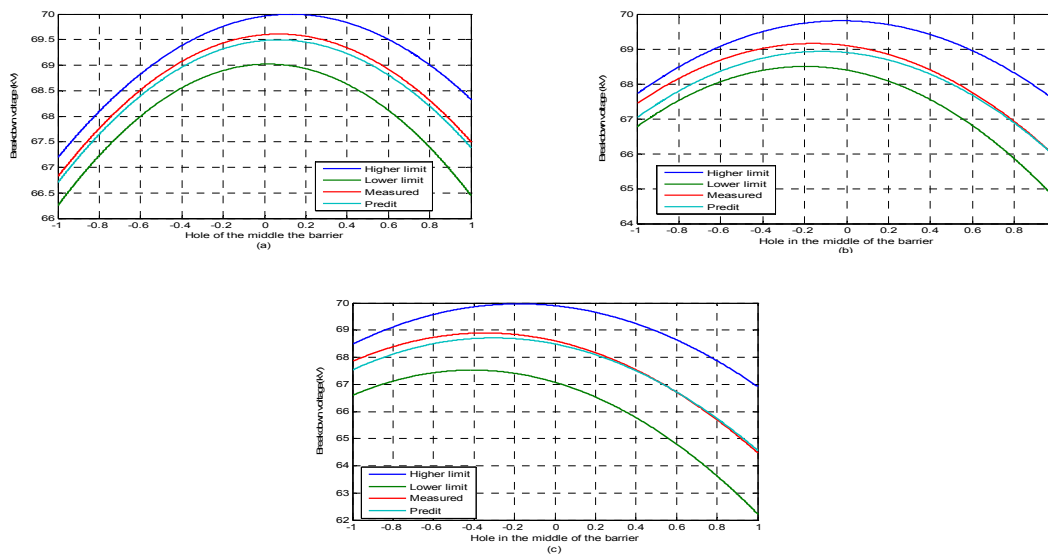 70
69.5
69
68.5
68
67.5
67
66.5
66
Breakdown voltage(kV)
Higher limit
Lower limit
Measured
Predit
-1 -0.8 -0.6 -0.4 -0.2 0 0.2 0.4 0.6 0.8 1
Hole of the middle the barrier
(a)
70
69
68
67
66
65
64
Breakdown voltage(kV)
Higher limit
Lower limit
Measured
Predit
-1 -0.8 -0.6 -0.4 -0.2 0 0.2 0.4 0.6 0.8
Hole in the middle of the barrier
(b)
70
69
68
67
66
65
64
63
62
Breakdown voltage(kV)
Higher limit
Lower limit
Measured
Predit
-1 -0.8 -0.6 -0.4 -0.2 0 0.2 0.4 0.6 0.8 1
Hole in the middle of the barrier
(c)